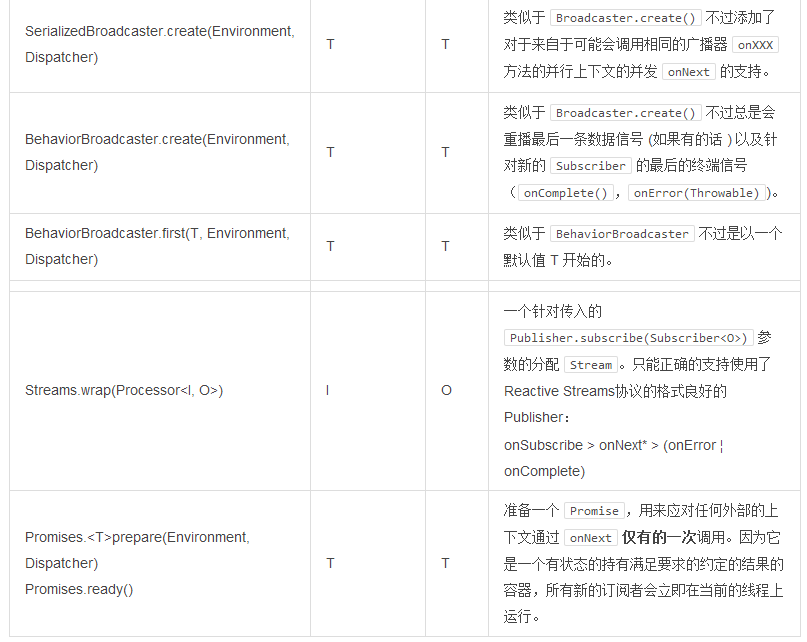 SerializedBroadcaster.create(Environment,
Dispatcher)
T
T
类似于 Broadcaster.create() 不过添加了
对于来自于可能会调用相同的广播器 onXXX
方法的并行上下文的并发 onNext 的支持。
BehaviorBroadcaster.create(Environment,
Dispatcher)
T
T
类似于 Broadcaster.create() 不过总是会
重播最后一条数据信号 (如果有的话 ) 以及针
对新的 Subscriber 的最后的终端信号
（ onComplete() ， onError(Throwable) )。
BehaviorBroadcaster.first(T, Environment,
Dispatcher)
T
T
类似于 BehaviorBroadcaster 不过是以一个
默认值 T 开始的。
Streams.wrap(Processor<I, O>)
I
O
一个针对传入的
Publisher.subscribe(Subscriber<O>) 参
数的分配 Stream 。只能正确的支持使用了
Reactive Streams协议的格式良好的
Publisher：
onSubscribe > onNext* > (onError ¦
onComplete)
Promises.<T>prepare(Environment,
Dispatcher)
Promises.ready()
T
T
准备一个 Promise ，用来应对任何外部的上
下文通过 onNext 仅有的一次调用。因为它
是一个有状态的持有满足要求的约定的结果的
容器，所有新的订阅者会立即在当前的线程上
运行。